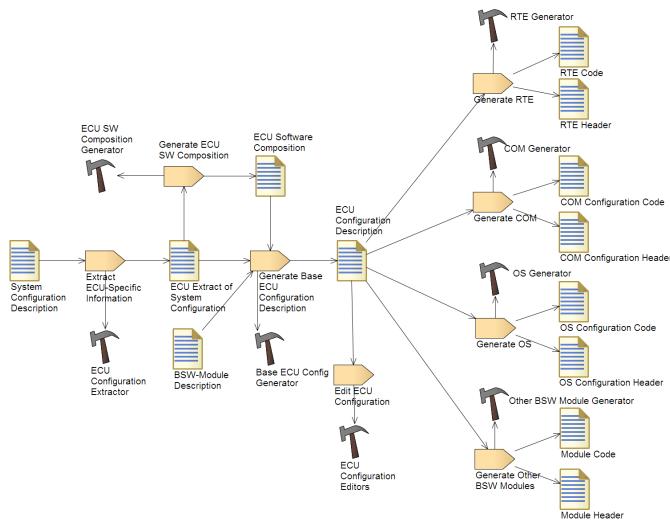 RTE Generator
RTE Code
Generate RTE
RTE Header
ECU SW
Composition
Generator
Generate ECU
SW Composition
ECU Software
Composition
COM Generator
COM Configuration Code
Generate COM
COM Configuration Header
ECU
Configuration
Description
System
Configuration
Description
Extract
ECU-Specific
Information
ECU Extract of
System
Configuration
Generate Base
ECU
Configuration
Description
OS Generator
OS Configuration Code
Generate OS
OS Configuration Header
ECU
Configuration
Extractor
BSW-Module
Description
Base ECU Config
Generator
Edit ECU
Configuration
ECU
Configuration
Editors
Other BSW Module Generator
Module Code
Generate Other
BSW Modules
Module Header